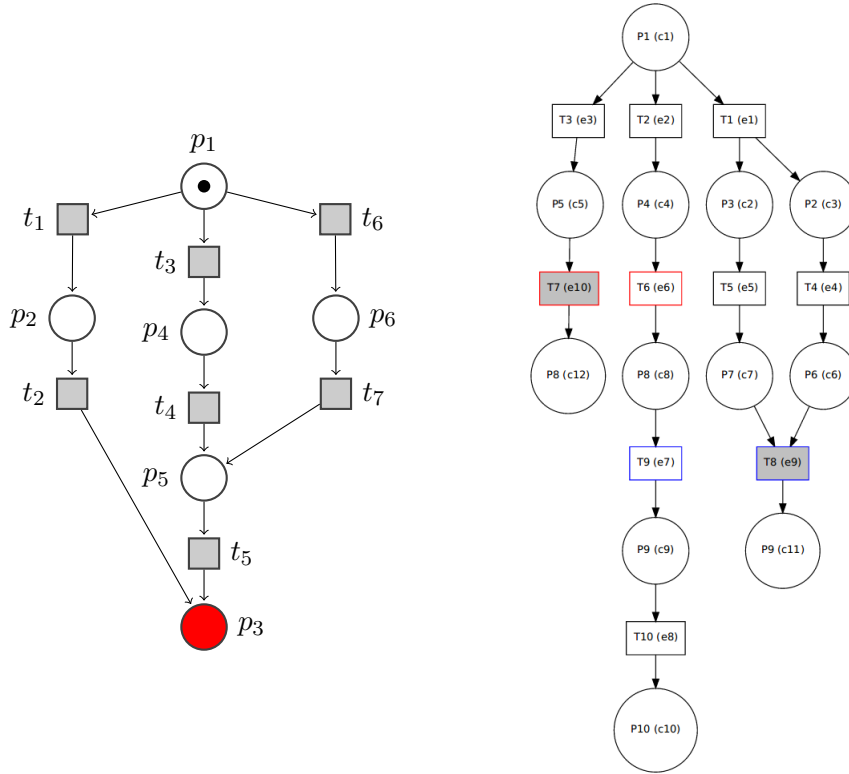 p1
t1
t6
t3
p2
p4
p6
t2
t4
t7
p5
t5
p3
P1 (c1)
T3 (e3)
T2 (e2)
T1 (e1)
P5 (c5)
P4 (c4)
P3 (c2)
P2 (c3)
T7 (e10)
T6 (e6)
T5 (e5)
T4 (e4)
P8 (c12)
P8 (c8)
P7 (c7)
P6 (c6)
T9 (e7)
T8 (e9)
P9 (c9)
P9 (c11)
T10 (e8)
P10 (c10)